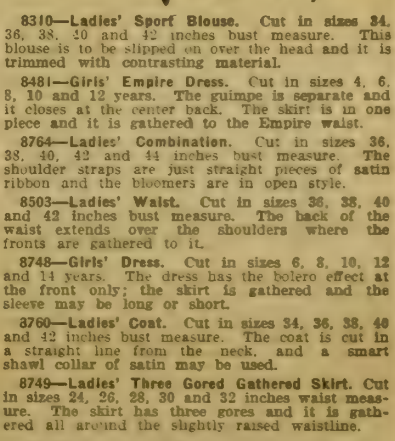 8310—Ladies' Sport Blouse. Cut in sizes 34,
36, 38, 40 and 42 inches bust measure. This
blouse is to be slipped on over the head and it is
trimmed with contrasting material.
8481—Girls' Empire Dress. Cut in sizes 4, 6,
8, 10 and 12 years. The guimpe is separate and
it closes at the center back. The skirt is in one
piece and it is gathered to the Empire waist.
8764—Ladies' Combination. Cut in sizes 36,
38, 40, 42 and 44 inches bust measure. The
shoulder straps are just straight pieces of satin
ribbon and the bloomers are in open style.
8503—Ladies' Waist. Cut in sizes 36, 38, 40
and 42 inches bust measure. The back of the
waist extends over the shoulders where the
fronts are gathered to it.
8748—Girls' Dress. Cut in sizes 6, 8, 10, 12
and 14 years. The dress has the bolero effect at
the front only; the skirt is gathered and the
sleeve may be long or short.
8760—Ladies' Coat. Cut in sizes 34, 36, 38, 40
and 42 inches bust measure. The coat is cut in
a straight line from the neck, and a smart
shawl collar of satin may be used.
8749—Ladies' Three Gored Gathered Skirt. Cut
in sizes 24, 26, 28, 30 and 32 inches waist meas-
ure. The skirt has three gores and it is gath-
ered all around the slightly raised waistline.